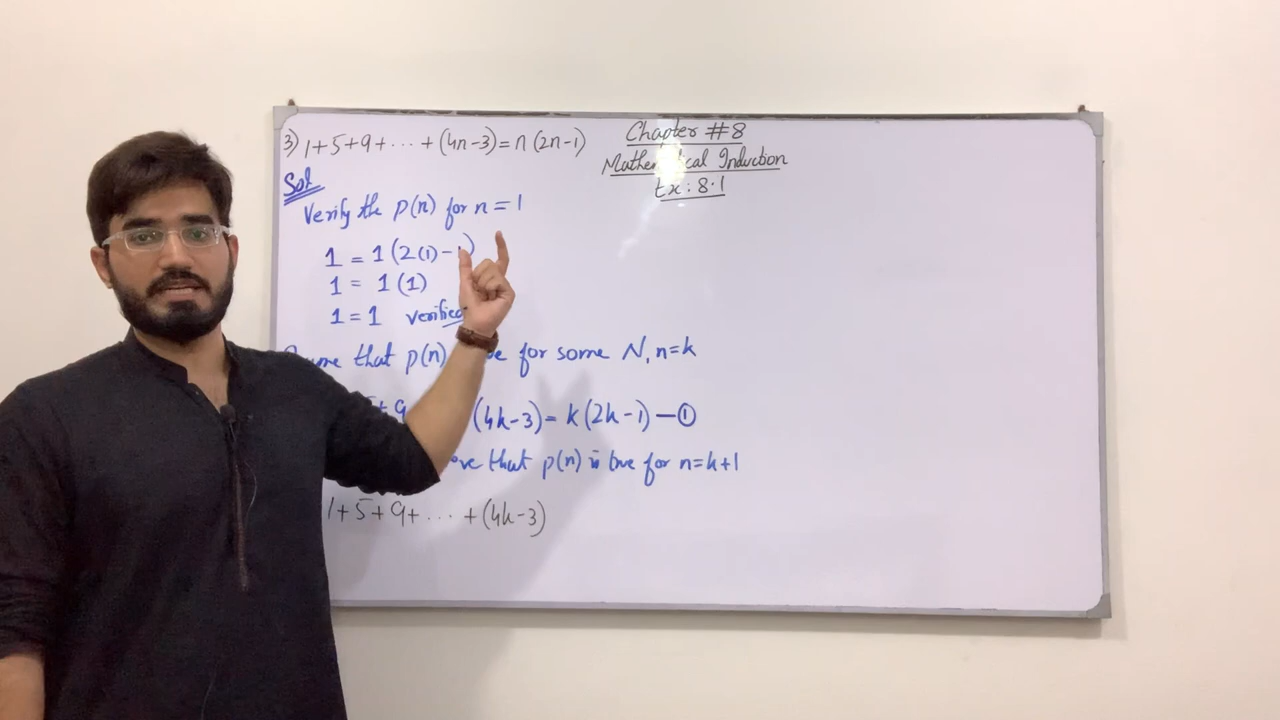 3) 1+5+9+ ... + (4n-3) = n (2n-1)
Chapter #8
Mathematical Induction
Ex: 8.1
Sol
Verify the p(n) for n = 1
1 = 1 (2(1) - 1)
1 = 1 (1)
1 = 1 verified
that p(n) for some N, n=k
(4k-3) = k (2k-1) — ①
that p(n) is true for n=k+1
1+5+9+ ... + (4k-3)